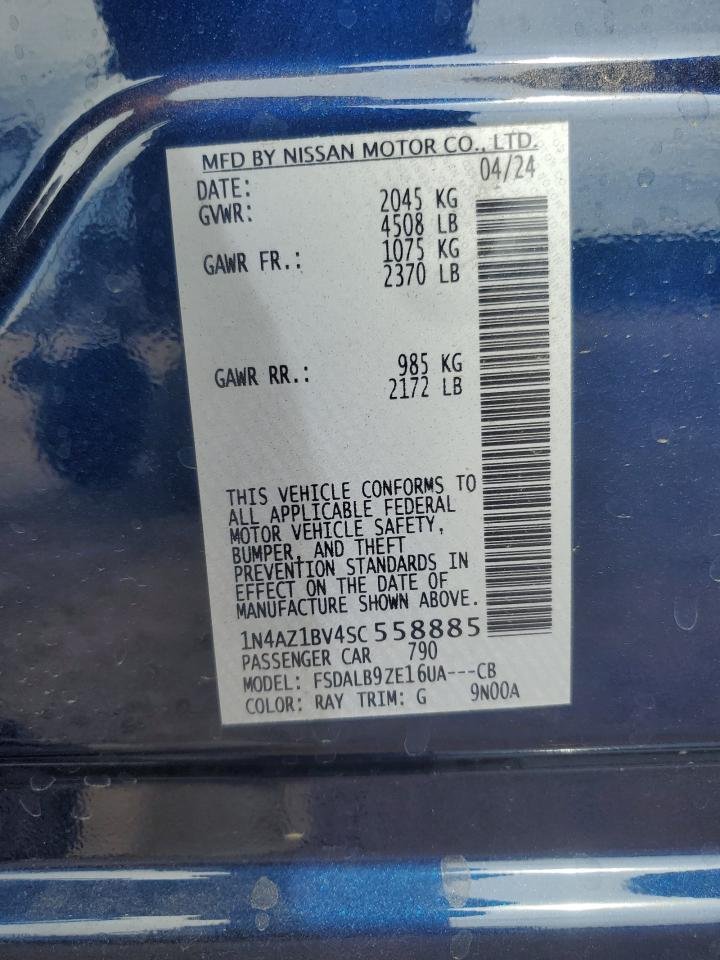 MFD BY NISSAN MOTOR CO., LTD.
DATE: 04/24
GVWR: 2045 KG
4508 LB
GAWR FR.: 1075 KG
2370 LB
GAWR RR.: 985 KG
2172 LB
THIS VEHICLE CONFORMS TO
ALL APPLICABLE FEDERAL
MOTOR VEHICLE SAFETY,
BUMPER, AND THEFT
PREVENTION STANDARDS IN
EFFECT ON THE DATE OF
MANUFACTURE SHOWN ABOVE.
1N4AZ1BV4SC558885
PASSENGER CAR 790
MODEL: FSDALB9ZE16UA---CB
COLOR: RAY TRIM: G 9N00A